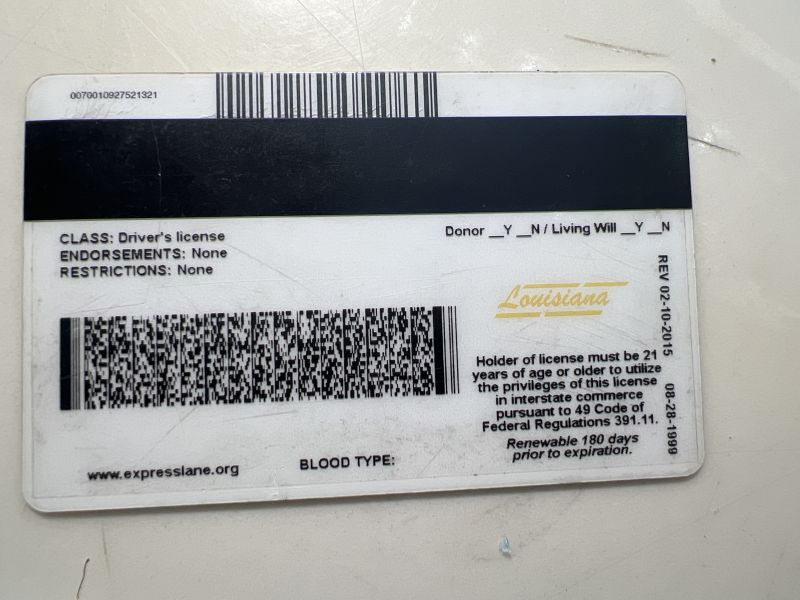 0070010927521321
CLASS: Driver's license
ENDORSEMENTS: None
RESTRICTIONS: None
Donor __Y __N / Living Will __Y __N
Louisiana
REV 02-10-2015
08-28-1999
Holder of license must be 21
years of age or older to utilize
the privileges of this license
in interstate commerce
pursuant to 49 Code of
Federal Regulations 391.11.
Renewable 180 days
prior to expiration.
www.expresslane.org
BLOOD TYPE: